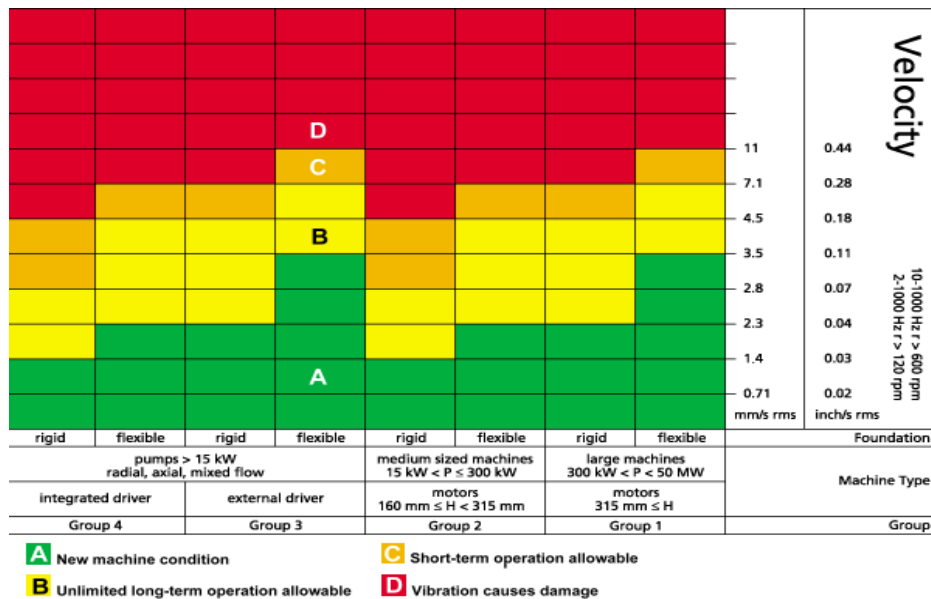 D
C
B
A
11 0.44
7.1 0.28
4.5 0.18
3.5 0.11
2.8 0.07
2.3 0.04
1.4 0.03
0.71 0.02
mm/s rms inch/s rms
Velocity
10-1000 Hz r > 600 rpm
2-1000 Hz r > 120 rpm
rigid flexible rigid flexible rigid flexible rigid flexible Foundation
pumps > 15 kW medium sized machines large machines
radial, axial, mixed flow 15 kW < P ≤ 300 kW 300 kW < P < 50 MW
Machine Type
integrated driver external driver motors motors
160 mm ≤ H < 315 mm 315 mm ≤ H
Group 4 Group 3 Group 2 Group 1 Group
A New machine condition C Short-term operation allowable
B Unlimited long-term operation allowable D Vibration causes damage